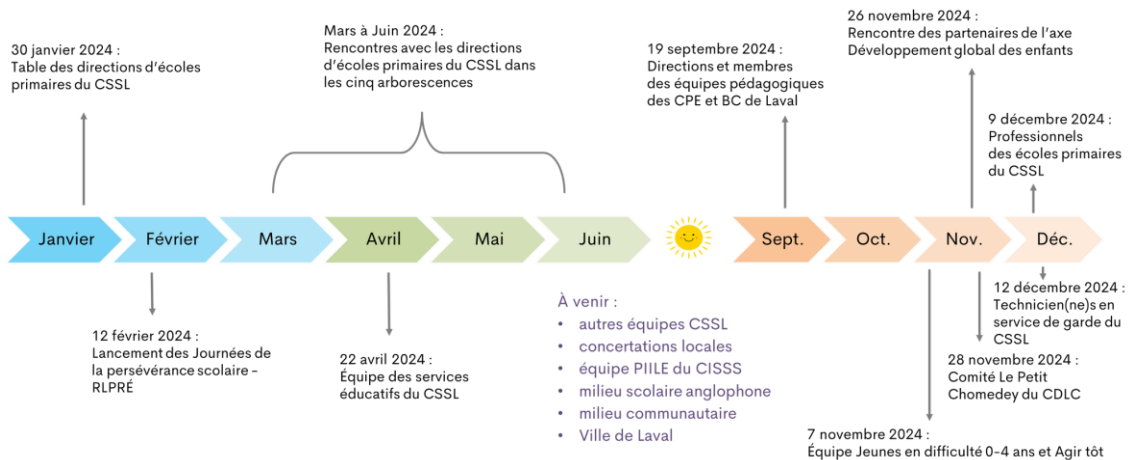 30 janvier 2024 :
Table des directions d'écoles
primaires du CSSL
Mars à Juin 2024 :
Rencontres avec les directions
d'écoles primaires du CSSL dans
les cinq arborescences
19 septembre 2024 :
Directions et membres
des équipes pédagogiques
des CPE et BC de Laval
26 novembre 2024 :
Rencontre des partenaires de l'axe
Développement global des enfants
9 décembre 2024 :
Professionnels
des écoles primaires
du CSSL
Janvier
Février
Mars
Avril
Mai
Juin
Sept.
Oct.
Nov.
Déc.
12 février 2024 :
Lancement des Journées de
la persévérance scolaire -
RLPRÉ
22 avril 2024 :
Équipe des services
éducatifs du CSSL
À venir :
• autres équipes CSSL
• concertations locales
• équipe PIILE du CISSS
• milieu scolaire anglophone
• milieu communautaire
• Ville de Laval
12 décembre 2024 :
Technicien(ne)s en
service de garde du
CSSL
28 novembre 2024 :
Comité Le Petit
Chomedey du CDLC
7 novembre 2024 :
Équipe Jeunes en difficulté 0-4 ans et Agir tôt